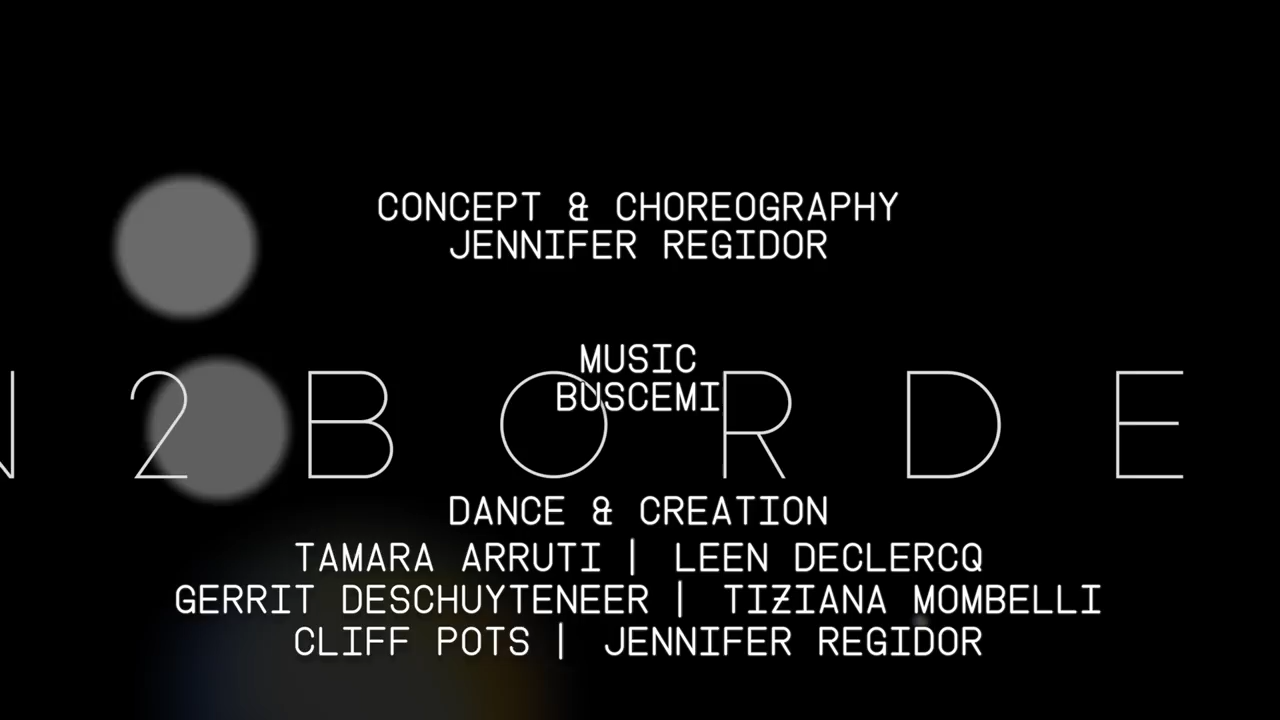 CONCEPT & CHOREOGRAPHY
JENNIFER REGIDOR
MUSIC
BUSCEMI
N 2 B O R D E
DANCE & CREATION
TAMARA ARRUTI | LEEN DECLERCQ
GERRIT DESCHUYTENEER | TIZIANA MOMBELLI
CLIFF POTS | JENNIFER REGIDOR